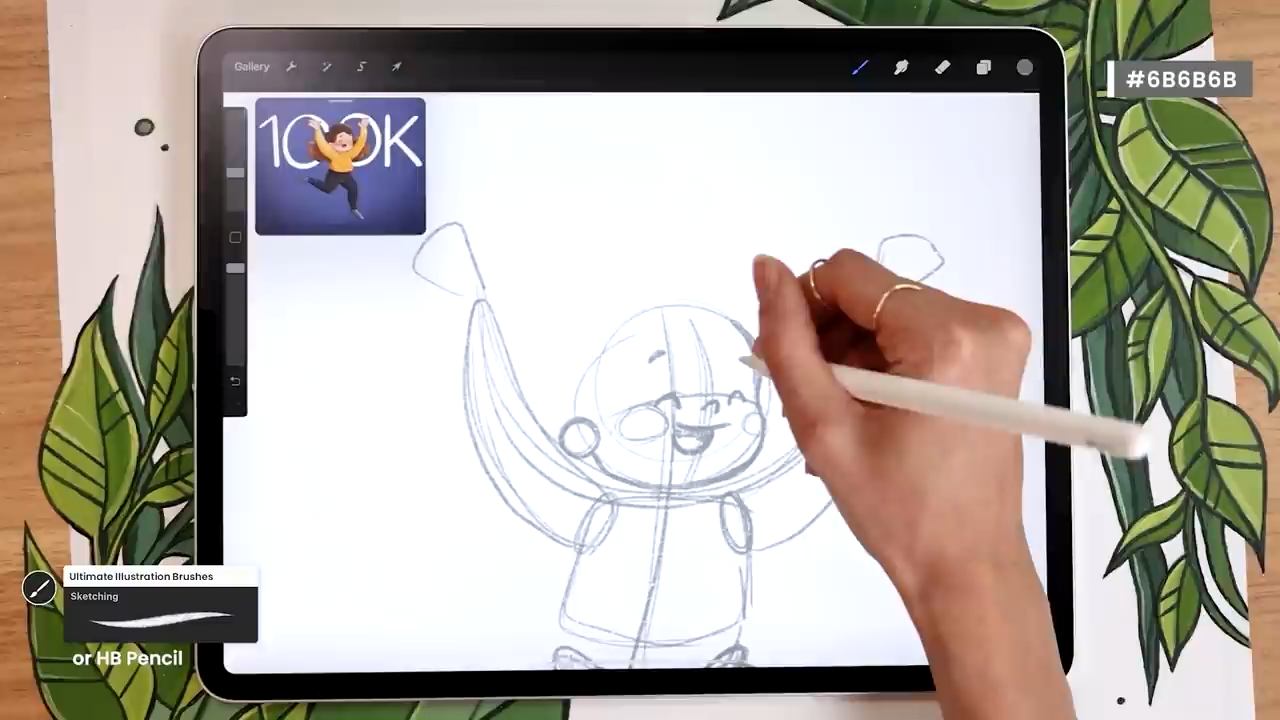 Gallery
#6B6B6B
100K
Ultimate Illustration Brushes
Sketching
or HB Pencil